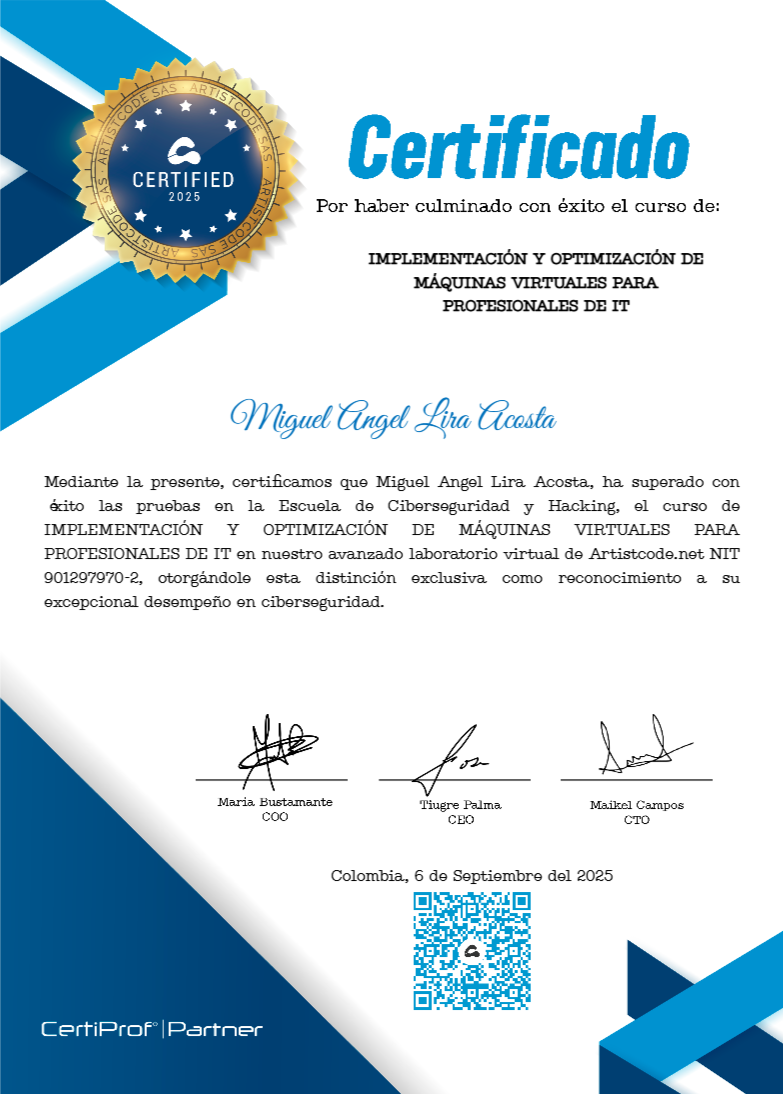 ARTISTCODE SAS · ARTISTCODE SAS · ARTISTCODE SAS · ARTISTCODE SAS ·
CERTIFIED
2025
Certificado
Por haber culminado con éxito el curso de:
IMPLEMENTACIÓN Y OPTIMIZACIÓN DE
MÁQUINAS VIRTUALES PARA
PROFESIONALES DE IT
Miguel Angel Lira Acosta
Mediante la presente, certificamos que Miguel Angel Lira Acosta, ha superado con
éxito las pruebas en la Escuela de Ciberseguridad y Hacking, el curso de
IMPLEMENTACIÓN Y OPTIMIZACIÓN DE MÁQUINAS VIRTUALES PARA
PROFESIONALES DE IT en nuestro avanzado laboratorio virtual de Artistcode.net NIT
901297970-2, otorgándole esta distinción exclusiva como reconocimiento a su
excepcional desempeño en ciberseguridad.
Maria Bustamante
COO
Tiugre Palma
CEO
Maikel Campos
CTO
Colombia, 6 de Septiembre del 2025
CertiProf® | Partner